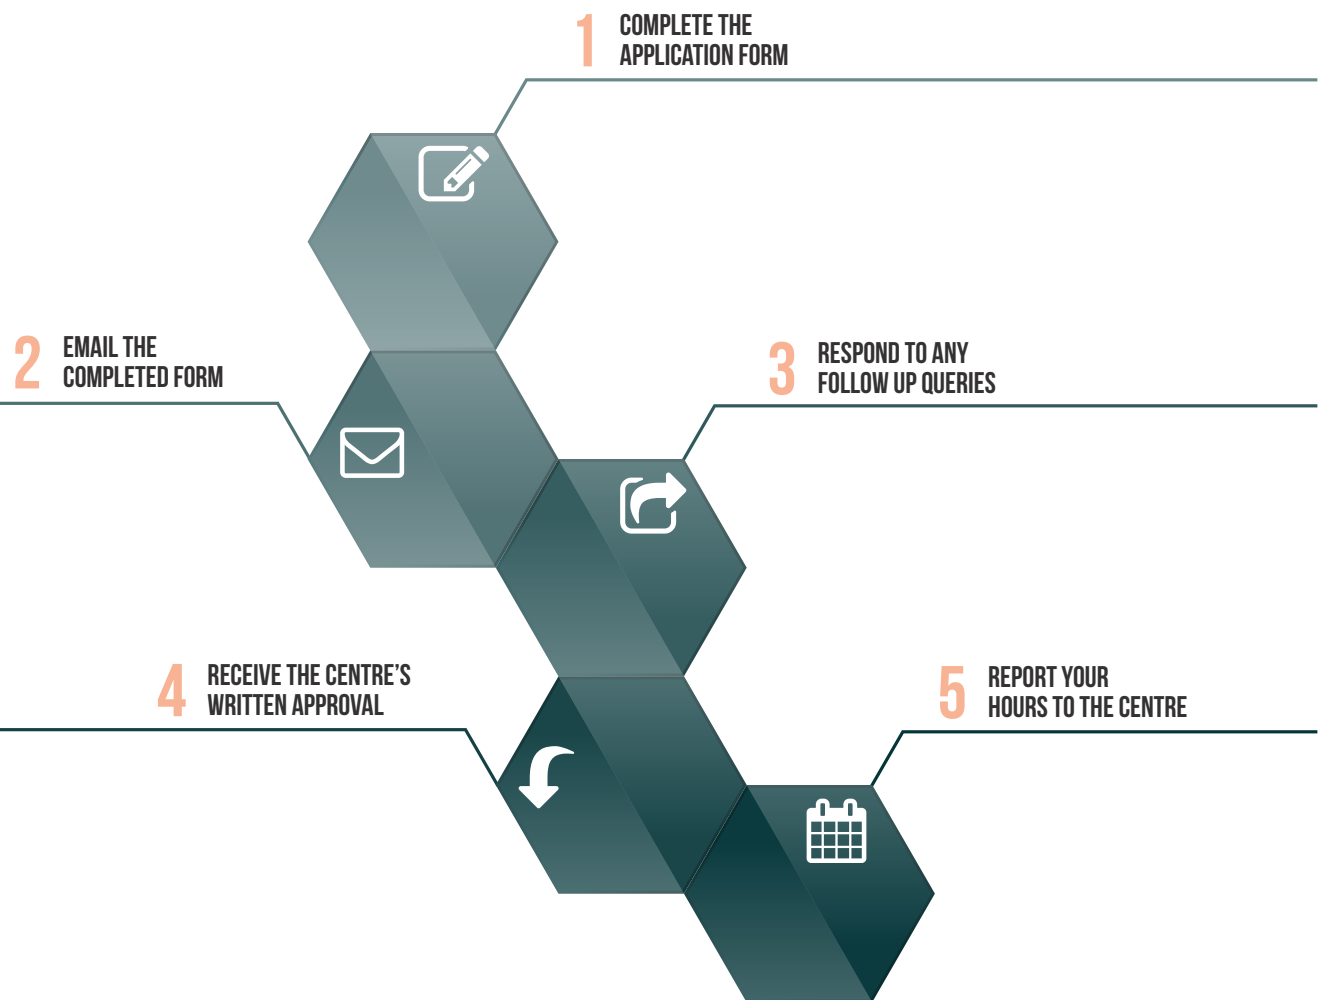 1
COMPLETE THE
APPLICATION FORM
2
EMAIL THE
COMPLETED FORM
3
RESPOND TO ANY
FOLLOW UP QUERIES
4
RECEIVE THE CENTRE'S
WRITTEN APPROVAL
5
REPORT YOUR
HOURS TO THE CENTRE